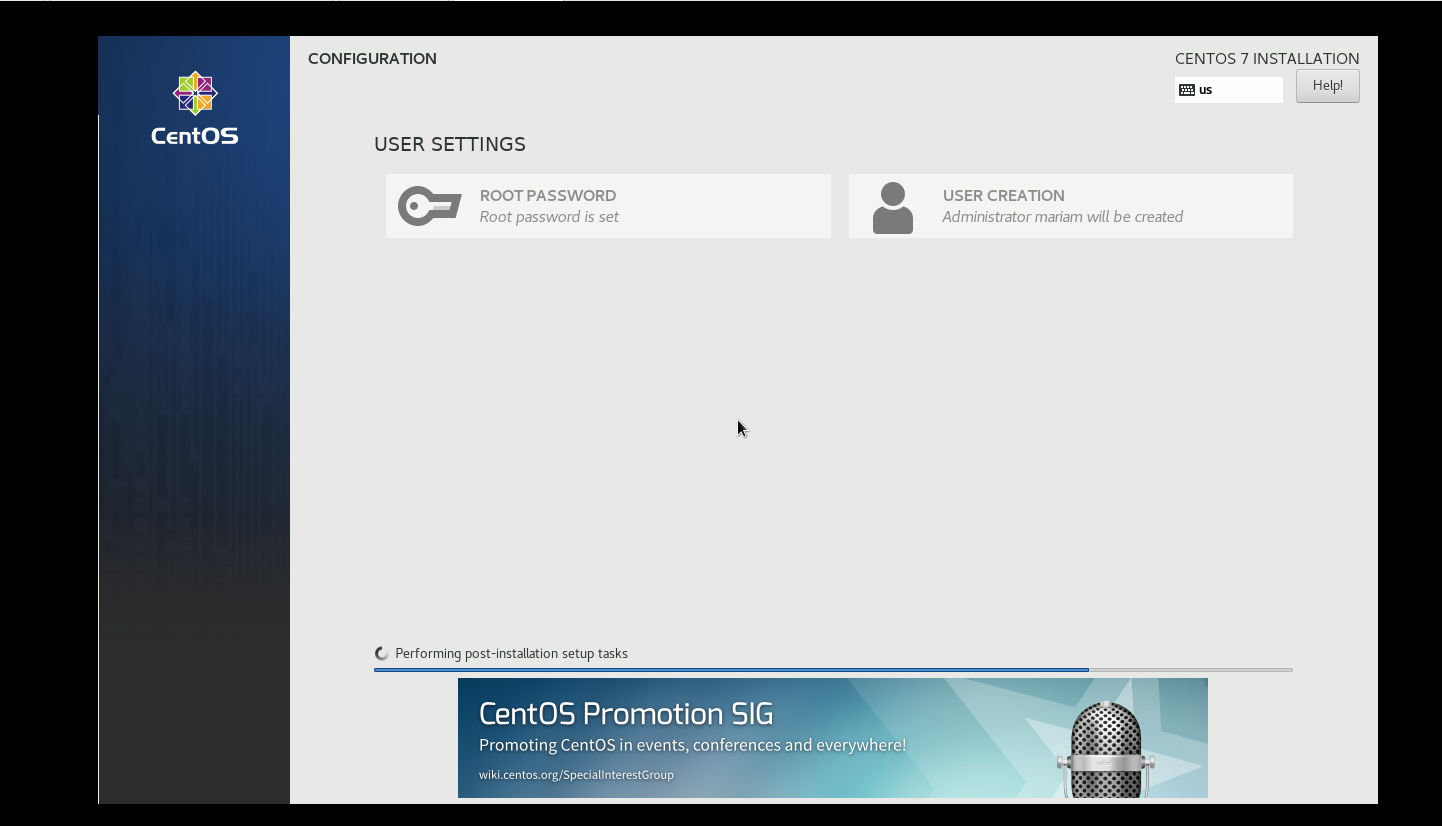 CentOS
CONFIGURATION
CENTOS 7 INSTALLATION
us
Help!
USER SETTINGS
ROOT PASSWORD
Root password is set
USER CREATION
Administrator mariam will be created
Performing post-installation setup tasks
CentOS Promotion SIG
Promoting CentOS in events, conferences and everywhere!
wiki.centos.org/SpecialInterestGroup